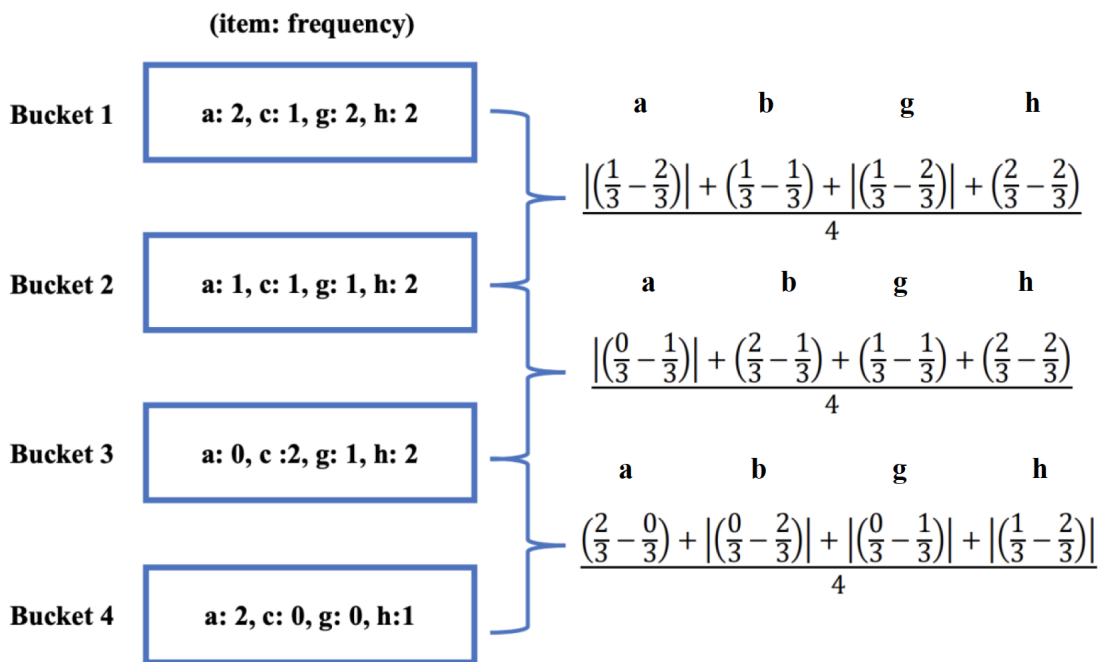 (item: frequency)
Bucket 1
a: 2, c: 1, g: 2, h: 2
a b g h
|(1/3 − 2/3)| + (1/3 − 1/3) + |(1/3 − 2/3)| + (2/3 − 2/3)
4
Bucket 2
a: 1, c: 1, g: 1, h: 2
a b g h
|(0/3 − 1/3)| + (2/3 − 1/3) + (1/3 − 1/3) + (2/3 − 2/3)
4
Bucket 3
a: 0, c :2, g: 1, h: 2
a b g h
(2/3 − 0/3) + |(0/3 − 2/3)| + |(0/3 − 1/3)| + |(1/3 − 2/3)|
4
Bucket 4
a: 2, c: 0, g: 0, h:1